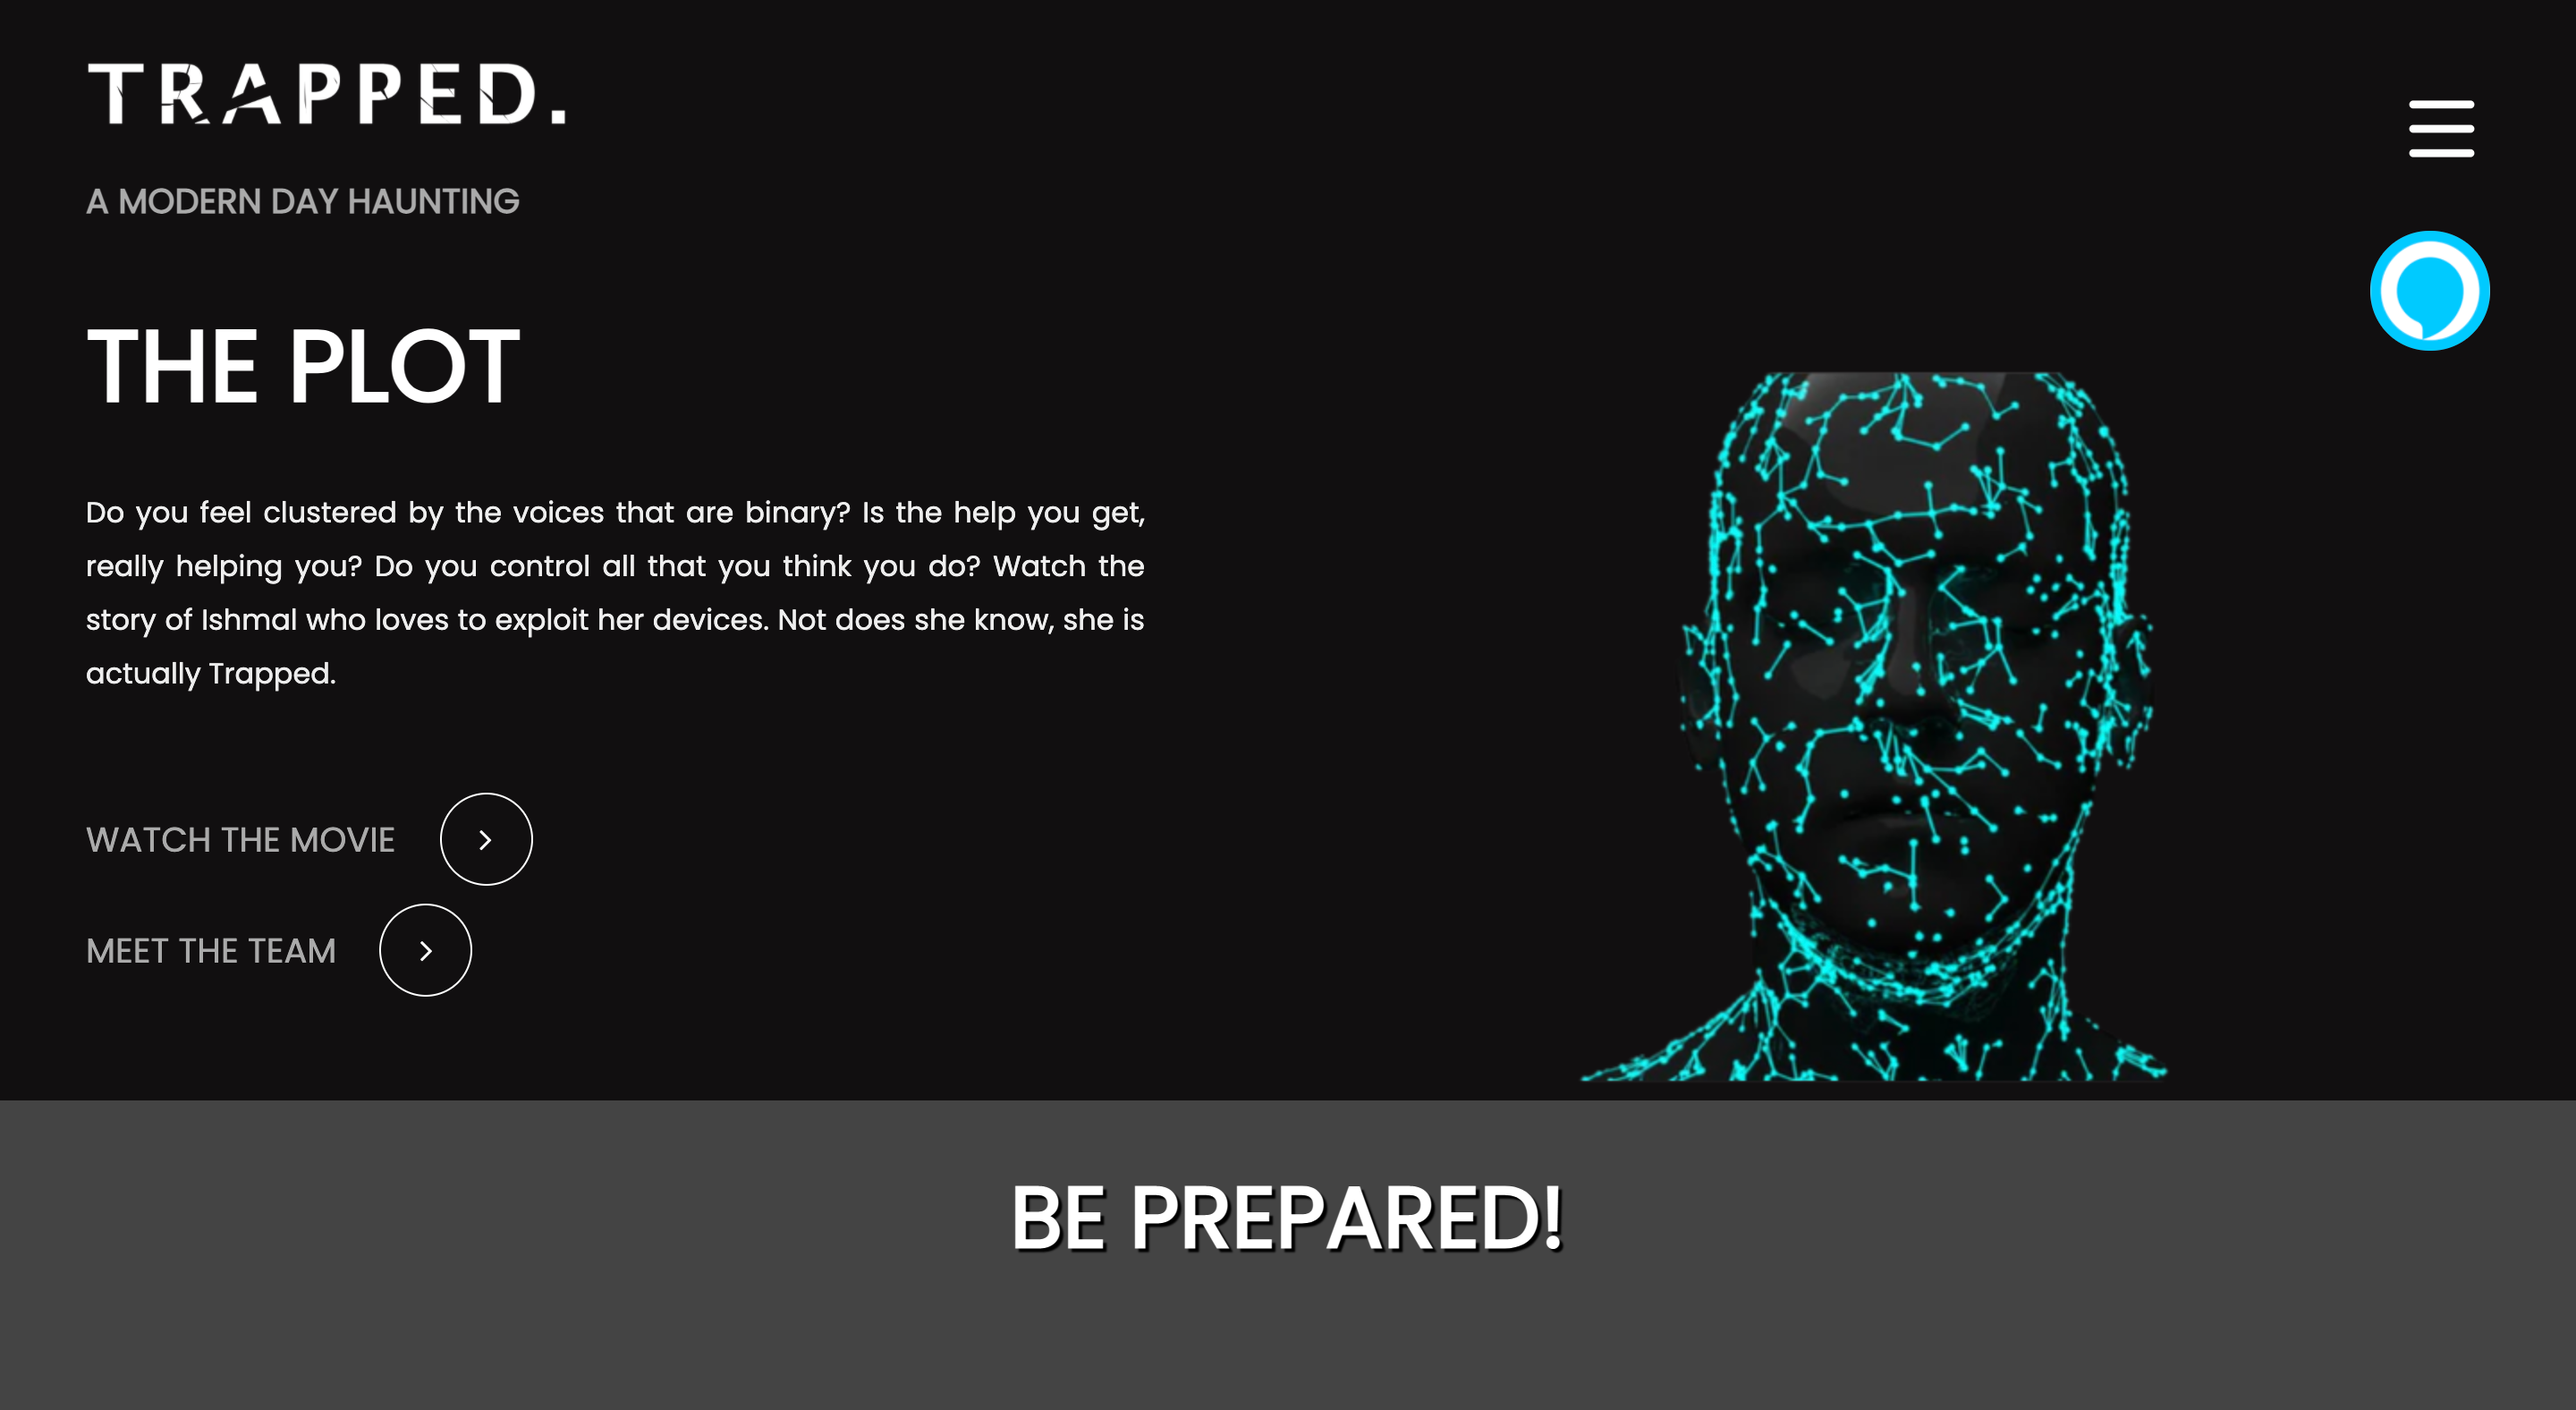 TRAPPED.
A MODERN DAY HAUNTING
THE PLOT
Do you feel clustered by the voices that are binary? Is the help you get,
really helping you? Do you control all that you think you do? Watch the
story of Ishmal who loves to exploit her devices. Not does she know, she is
actually Trapped.
WATCH THE MOVIE
MEET THE TEAM
BE PREPARED!